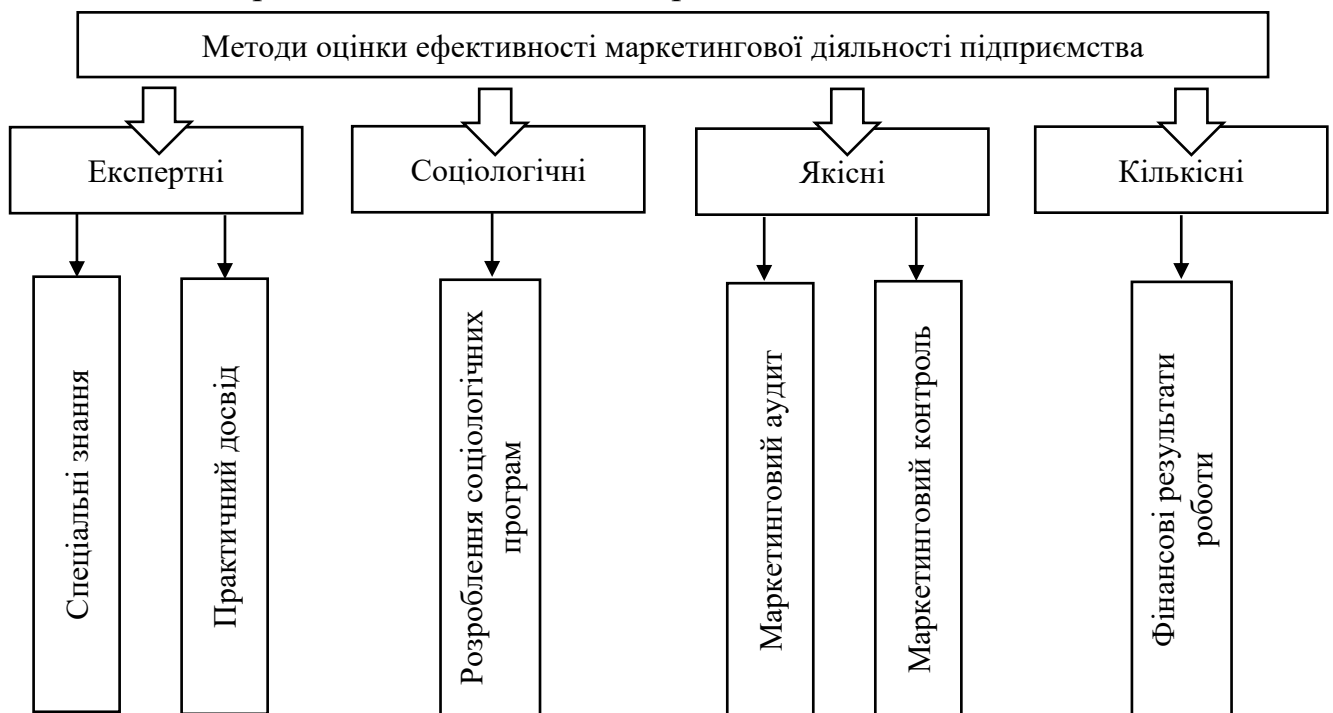 Методи оцінки ефективності маркетингової діяльності підприємства
Експертні
Соціологічні
Якісні
Кількісні
Спеціальні знання
Практичний досвід
Розроблення соціологічних
програм
Маркетинговий аудит
Маркетинговий контроль
Фінансові результати
роботи